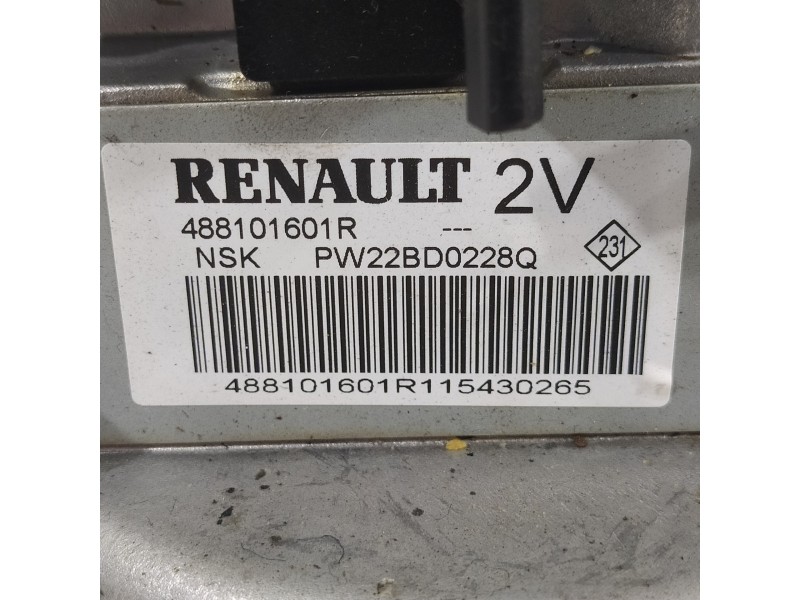 RENAULT 2V
488101601R ---
NSK PW22BD0228Q
231
488101601R115430265